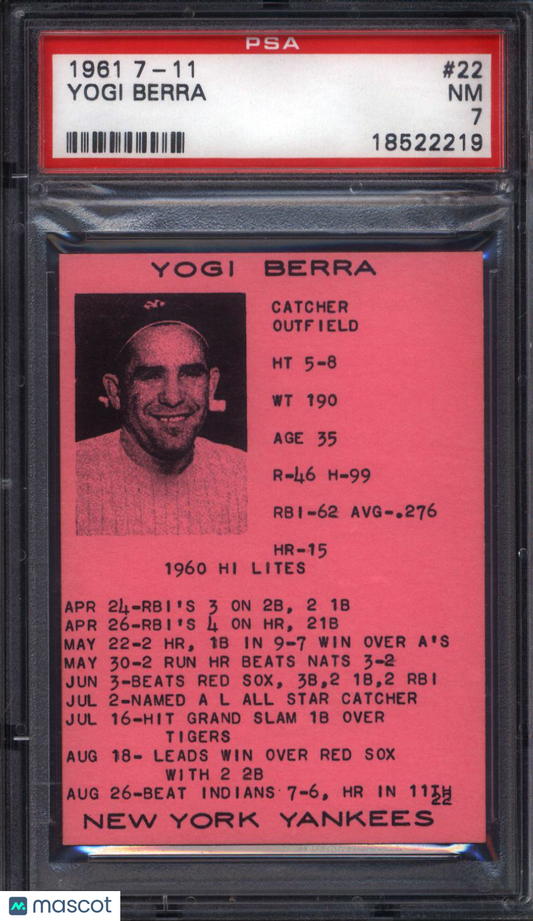 PSA
1961 7-11 #22
YOGI BERRA NM
7
18522219
YOGI BERRA
CATCHER
OUTFIELD
HT 5-8
WT 190
AGE 35
R-46 H-99
RBI-62 AVG-.276
HR-15
1960 HI LITES
APR 24-RBI'S 3 ON 2B, 2 1B
APR 26-RBI'S 4 ON HR, 21B
MAY 22-2 HR, 1B IN 9-7 WIN OVER A'S
MAY 30-2 RUN HR BEATS NATS 3-2
JUN 3-BEATS RED SOX, 3B,2 1B,2 RBI
JUL 2-NAMED A L ALL STAR CATCHER
JUL 16-HIT GRAND SLAM 1B OVER
TIGERS
AUG 18- LEADS WIN OVER RED SOX
WITH 2 2B
AUG 26-BEAT INDIANS 7-6, HR IN 11TH
22
NEW YORK YANKEES
mascot